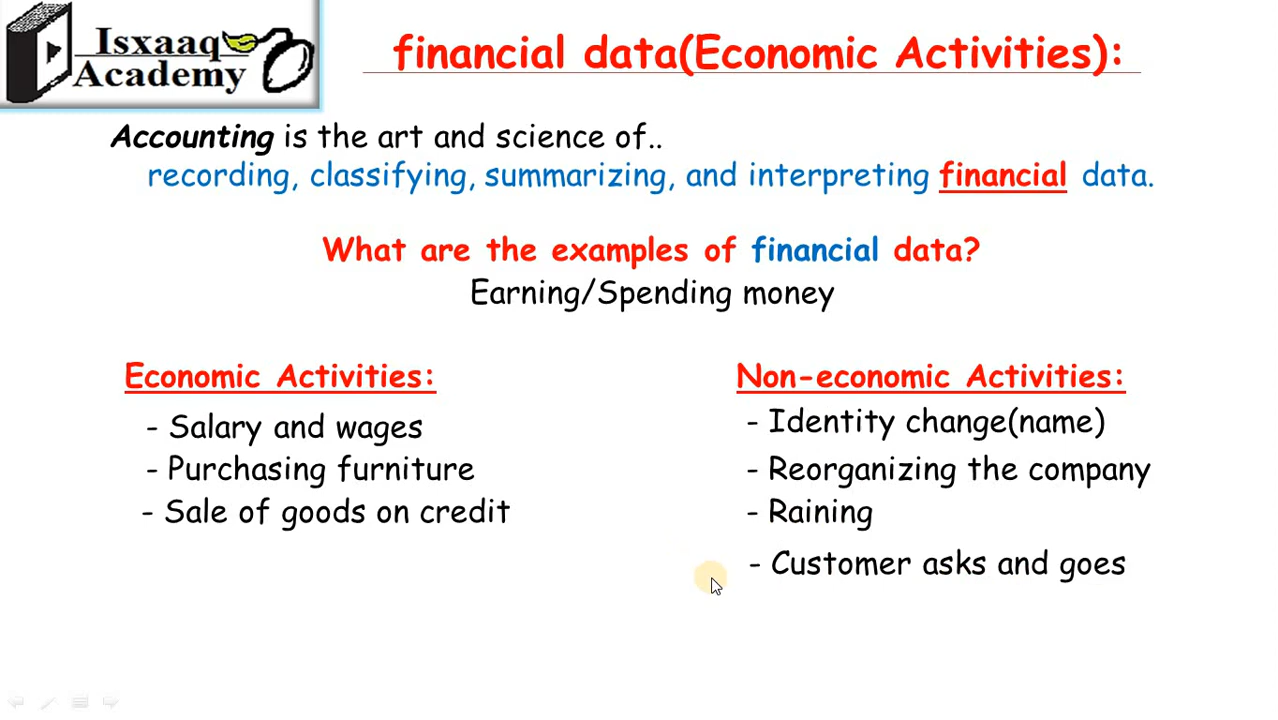 Isxaaq
Academy
financial data(Economic Activities):
Accounting is the art and science of..
recording, classifying, summarizing, and interpreting financial data.
What are the examples of financial data?
Earning/Spending money
Economic Activities:
- Salary and wages
- Purchasing furniture
- Sale of goods on credit
Non-economic Activities:
- Identity change(name)
- Reorganizing the company
- Raining
- Customer asks and goes